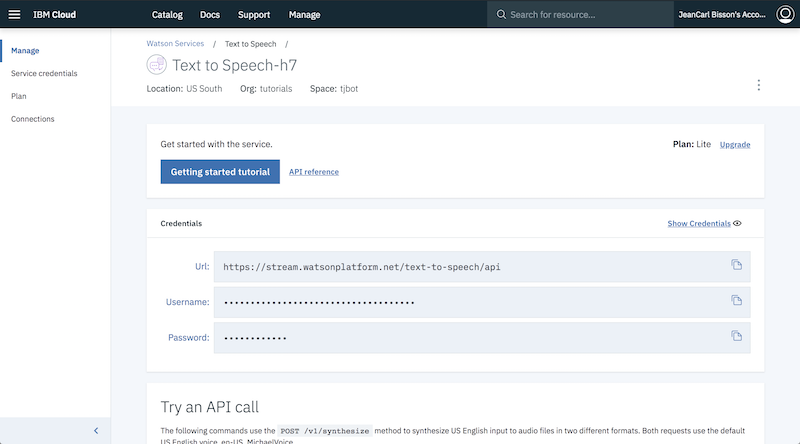 IBM Cloud Catalog Docs Support Manage Search for resource... JeanCarl Bisson's Acco...
Manage
Service credentials
Plan
Connections
Watson Services / Text to Speech /
Text to Speech-h7
Location: US South Org: tutorials Space: tjbot
Get started with the service.
Plan: Lite Upgrade
Getting started tutorial API reference
Credentials Show Credentials
Url: https://stream.watsonplatform.net/text-to-speech/api
Username: ••••••••••••••••••••••••••••••••••••
Password: ••••••••••••
Try an API call
The following commands use the POST /v1/synthesize method to synthesize US English input to audio files in two different formats. Both requests use the default
US English voice, en-US_MichaelVoice.